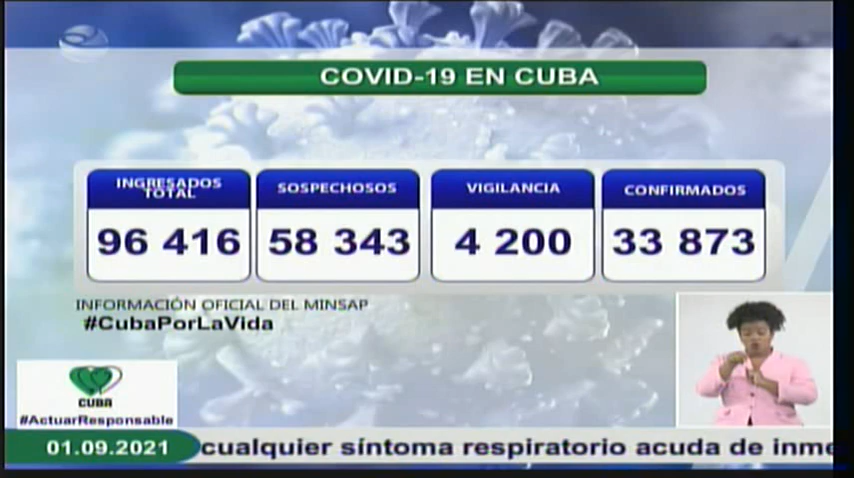 COVID-19 EN CUBA
INGRESADOS
TOTAL
96 416
SOSPECHOSOS
58 343
VIGILANCIA
4 200
CONFIRMADOS
33 873
INFORMACIÓN OFICIAL DEL MINSAP
#CubaPorLaVida
CUBA
#ActuarResponsable
01.09.2021
cualquier síntoma respiratorio acuda de inme